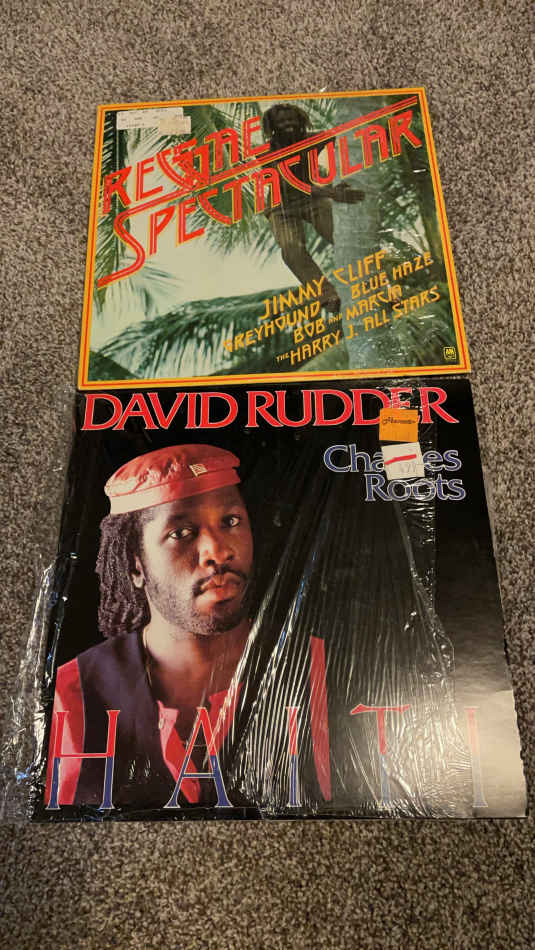 REGGAE
SPECTACULAR
JIMMY CLIFF
GREYHOUND BLUE HAZE
BOB AND MARCIA
THE HARRY J. ALL STARS
A&M
DAVID RUDDER
Charles
Roots
HAITI